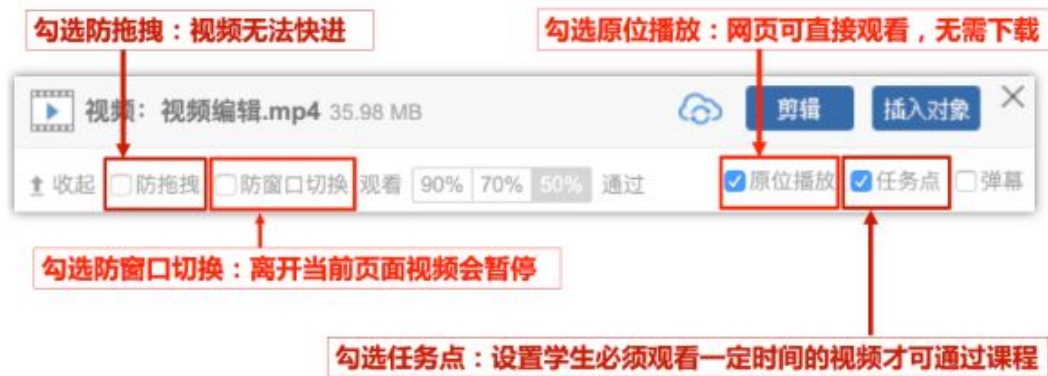 勾选防拖拽：视频无法快进
勾选原位播放：网页可直接观看，无需下载
视频：视频编辑.mp4 35.98 MB 剪辑 插入对象
收起 防拖拽 防窗口切换 观看 90% 70% 50% 通过 原位播放 任务点 弹幕
勾选防窗口切换：离开当前页面视频会暂停
勾选任务点：设置学生必须观看一定时间的视频才可通过课程